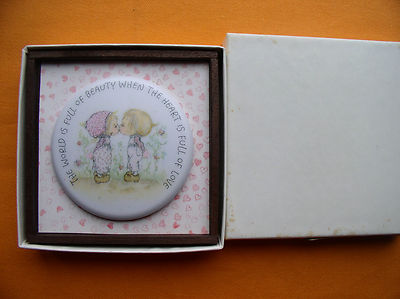 THE WORLD IS FULL OF BEAUTY WHEN THE HEART IS FULL OF LOVE